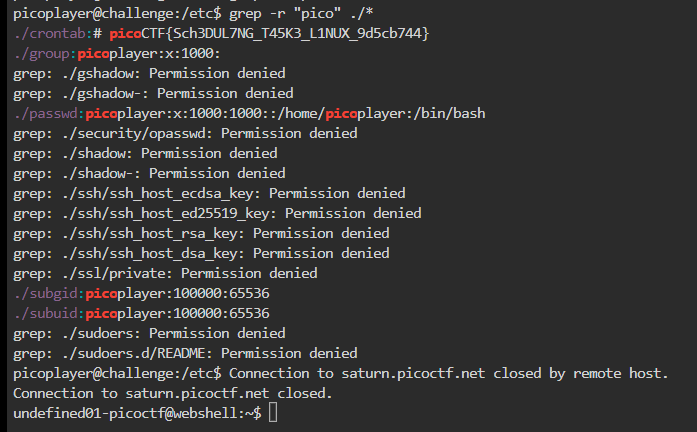 picoplayer@challenge:/etc$ grep -r "pico" ./*
./crontab:# picoCTF{Sch3DUL7NG_T45K3_L1NUX_9d5cb744}
./group:picoplayer:x:1000:
grep: ./gshadow: Permission denied
grep: ./gshadow-: Permission denied
./passwd:picoplayer:x:1000:1000::/home/picoplayer:/bin/bash
grep: ./security/opasswd: Permission denied
grep: ./shadow: Permission denied
grep: ./shadow-: Permission denied
grep: ./ssh/ssh_host_ecdsa_key: Permission denied
grep: ./ssh/ssh_host_ed25519_key: Permission denied
grep: ./ssh/ssh_host_rsa_key: Permission denied
grep: ./ssh/ssh_host_dsa_key: Permission denied
grep: ./ssl/private: Permission denied
./subgid:picoplayer:100000:65536
./subuid:picoplayer:100000:65536
grep: ./sudoers: Permission denied
grep: ./sudoers.d/README: Permission denied
picoplayer@challenge:/etc$ Connection to saturn.picoctf.net closed by remote host.
Connection to saturn.picoctf.net closed.
undefined01-picoctf@webshell:~$